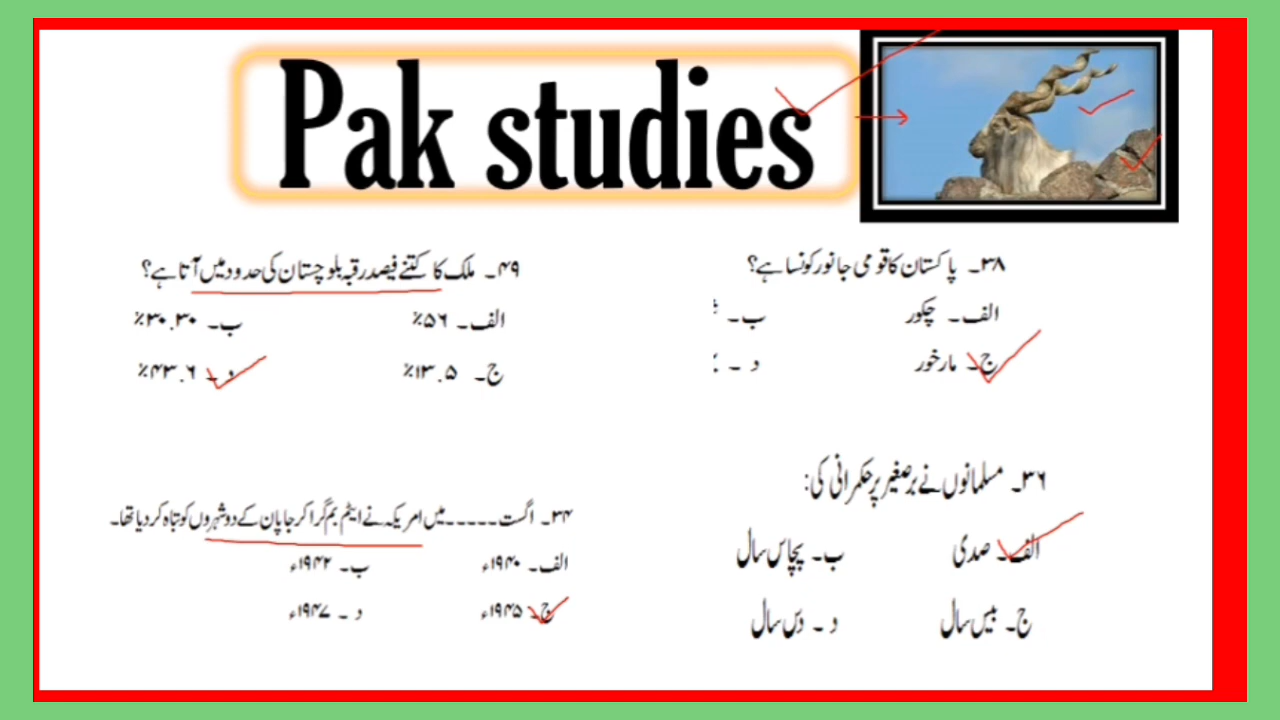 Pak studies
۳۸۔ پاکستان کا قومی جانور کونسا ہے؟
الف۔ چکور
ب۔
ج۔ مارخور
د ۔
۴۹۔ ملک کا کتنے فیصد رقبہ بلوچستان کی حدود میں آتا ہے؟
الف۔ ۵۶٪
ب۔ ۳۰.۳۰٪
ج۔ ۱۳.۵٪
د۔ ۴۳.۶٪
۳۶۔ مسلمانوں نے برصغیر پر حکمرانی کی:
الف۔ صدی
ب۔ پچاس سال
ج۔ بیس سال
د ۔ دس سال
۳۴۔ اگست-----میں امریکہ نے ایٹم بم گرا کر جاپان کے دو شہروں کو تباہ کر دیا تھا۔
الف۔ ۱۹۴۰ء
ب۔ ۱۹۴۲ء
ج۔ ۱۹۴۵ء
د ۔ ۱۹۴۷ء